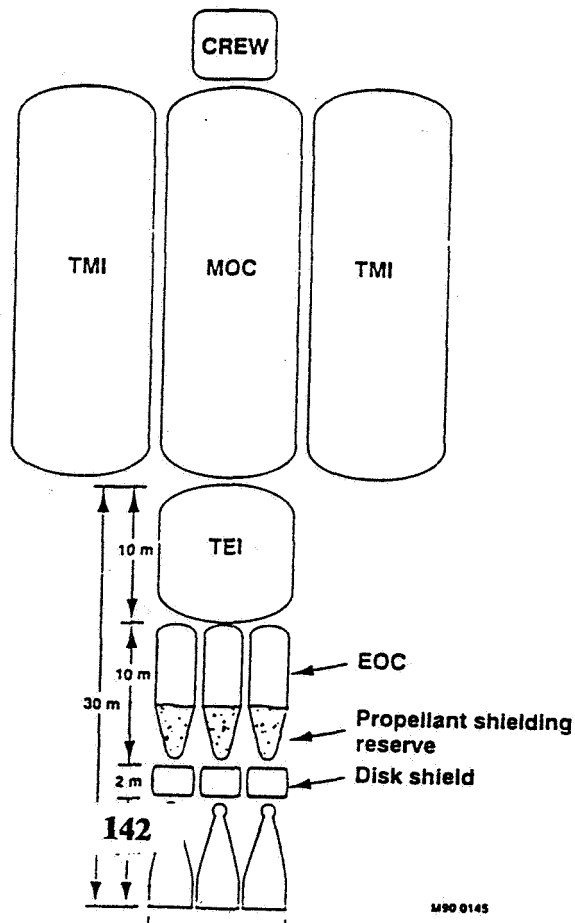 CREW
TMI
MOC
TMI
10 m
TEI
10 m
30 m
EOC
Propellant shielding
reserve
2 m
Disk shield
142
M90 0145